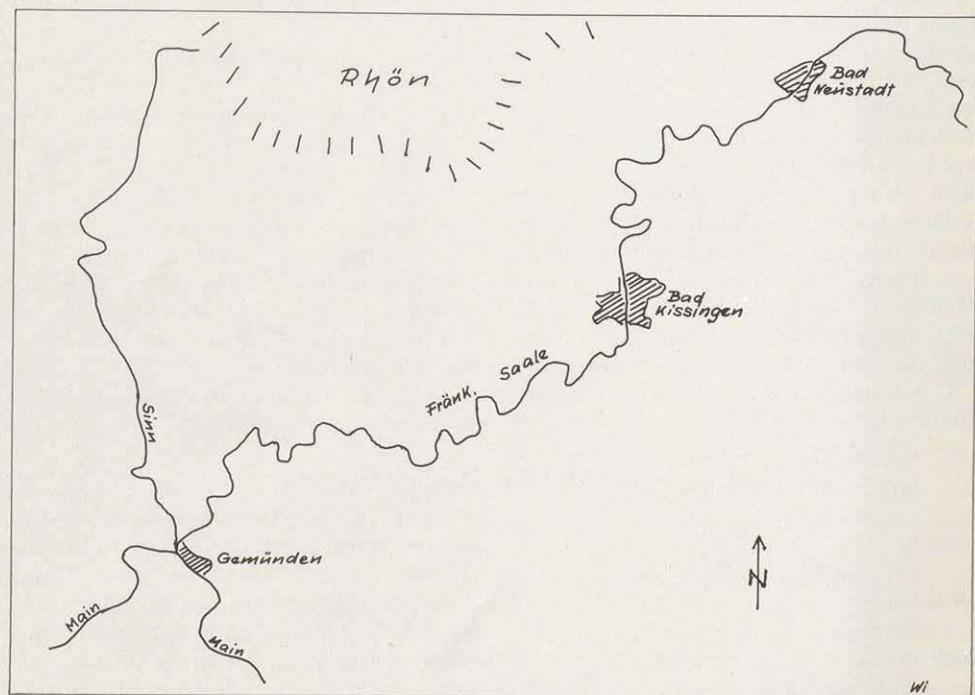 Rhön
Bad
Neustadt
Bad
Kissingen
Fränk. Saale
Sinn
Gemünden
Main
Main
N
Wi